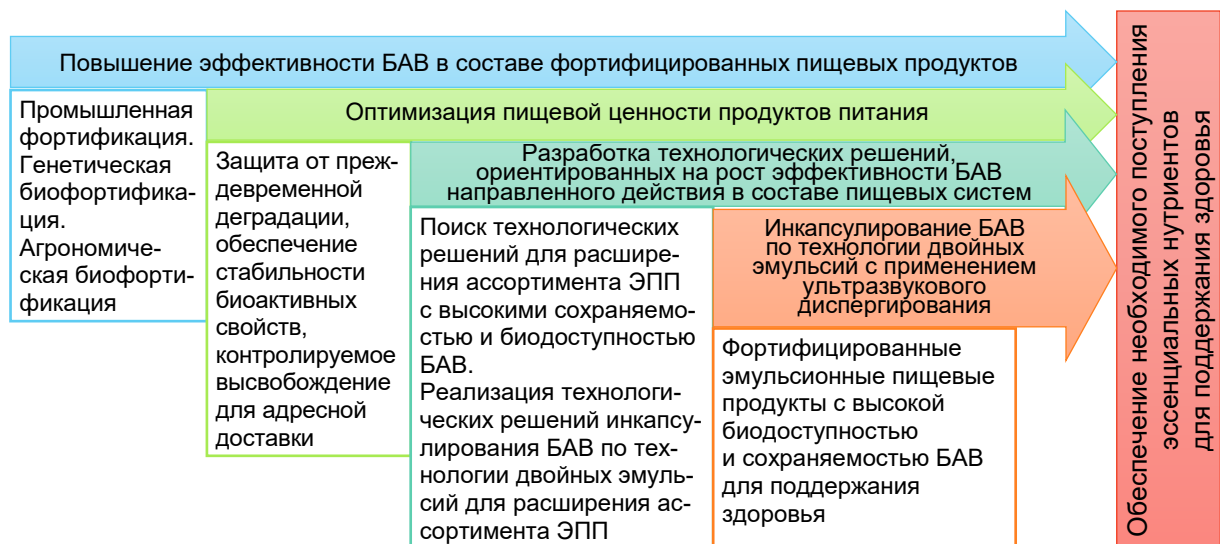 Повышение эффективности БАВ в составе фортифицированных пищевых продуктов
Промышленная
фортификация.
Генетическая
биофортифика-
ция.
Агрономиче-
ская биофорти-
фикация
Оптимизация пищевой ценности продуктов питания
Защита от преж-
девременной
деградации,
обеспечение
стабильности
биоактивных
свойств,
контролируемое
высвобождение
для адресной
доставки
Разработка технологических решений,
ориентированных на рост эффективности БАВ
направленного действия в составе пищевых систем
Поиск технологических
решений для расшире-
ния ассортимента ЭПП
с высокими сохраняемо-
стью и биодоступностью
БАВ.
Реализация технологи-
ческих решений инкапсу-
лирования БАВ по тех-
нологии двойных эмуль-
сий для расширения ас-
сортимента ЭПП
Инкапсулирование БАВ
по технологии двойных
эмульсий с применением
ультразвукового
диспергирования
Фортифицированные
эмульсионные пищевые
продукты с высокой
биодоступностью
и сохраняемостью БАВ
для поддержания
здоровья
Обеспечение необходимого поступления
эссенциальных нутриентов
для поддержания здоровья